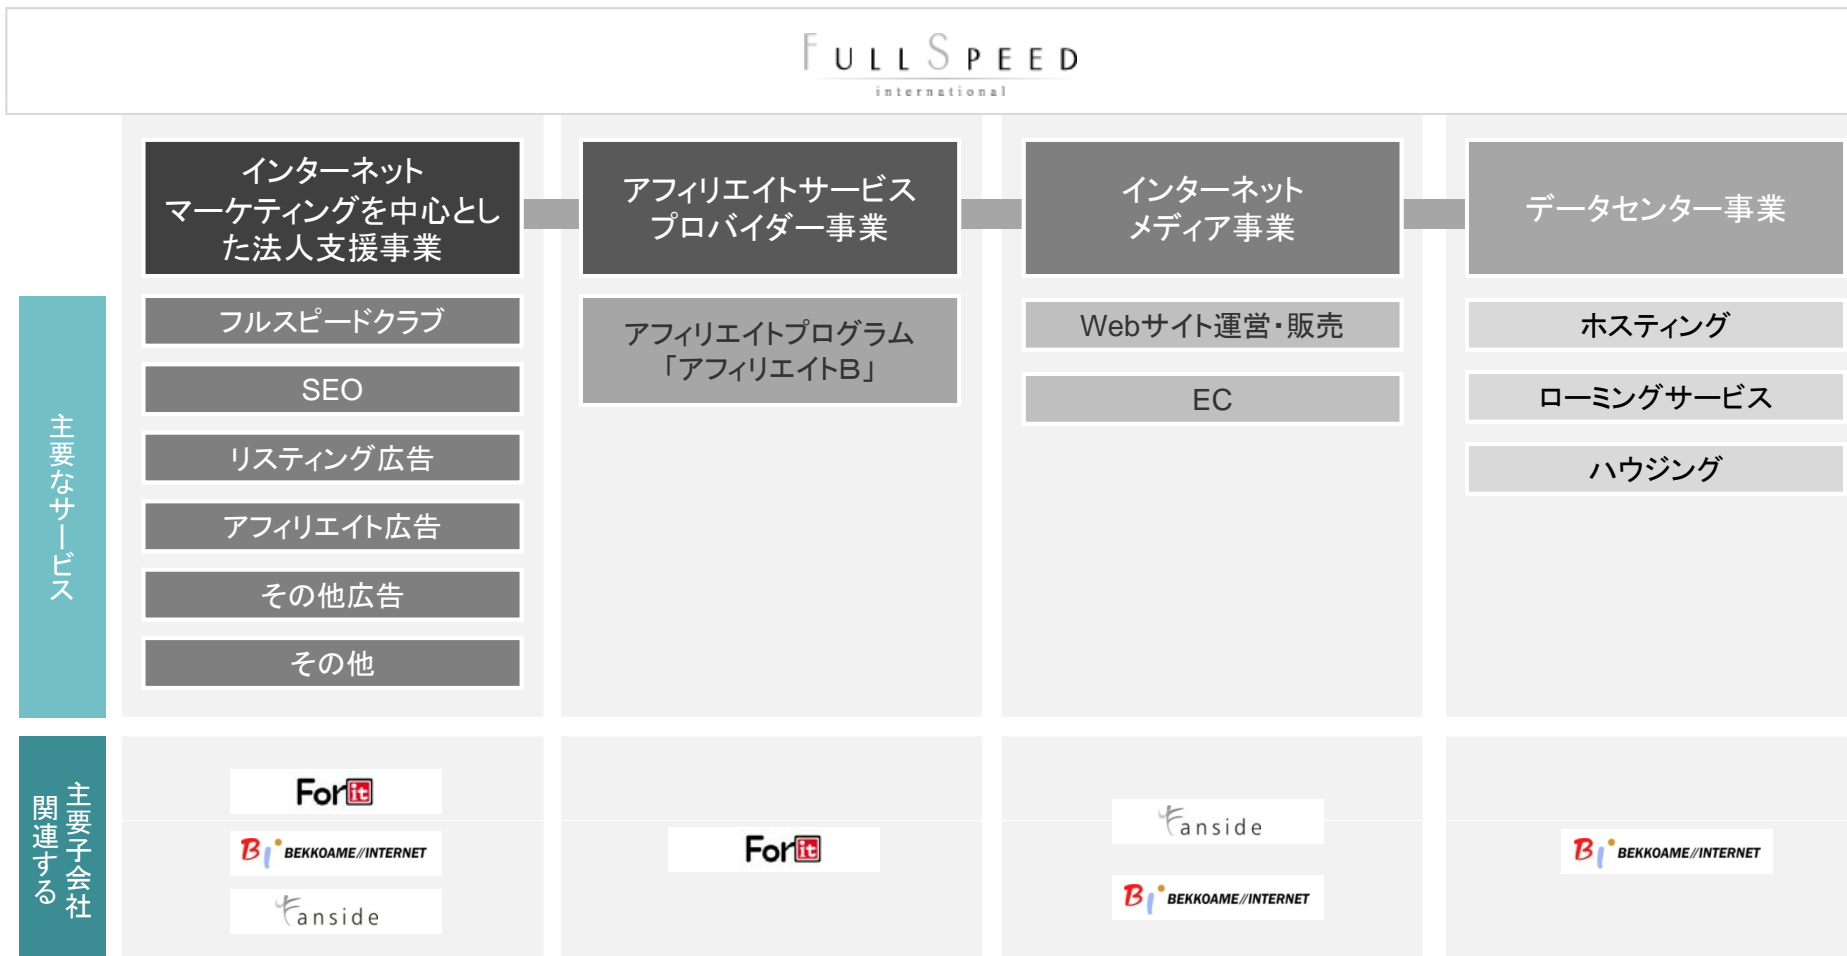 FULLSPEED
international
インターネット
マーケティングを中心とし
た法人支援事業
アフィリエイトサービス
プロバイダー事業
インターネット
メディア事業
データセンター事業
主要なサービス
フルスピードクラブ
SEO
リスティング広告
アフィリエイト広告
その他広告
その他
アフィリエイトプログラム
「アフィリエイトB」
Webサイト運営・販売
EC
ホスティング
ローミングサービス
ハウジング
関連する
主要子会社
Forit
Bi BEKKOAME//INTERNET
Fanside
Forit
Fanside
Bi BEKKOAME//INTERNET
Bi BEKKOAME//INTERNET